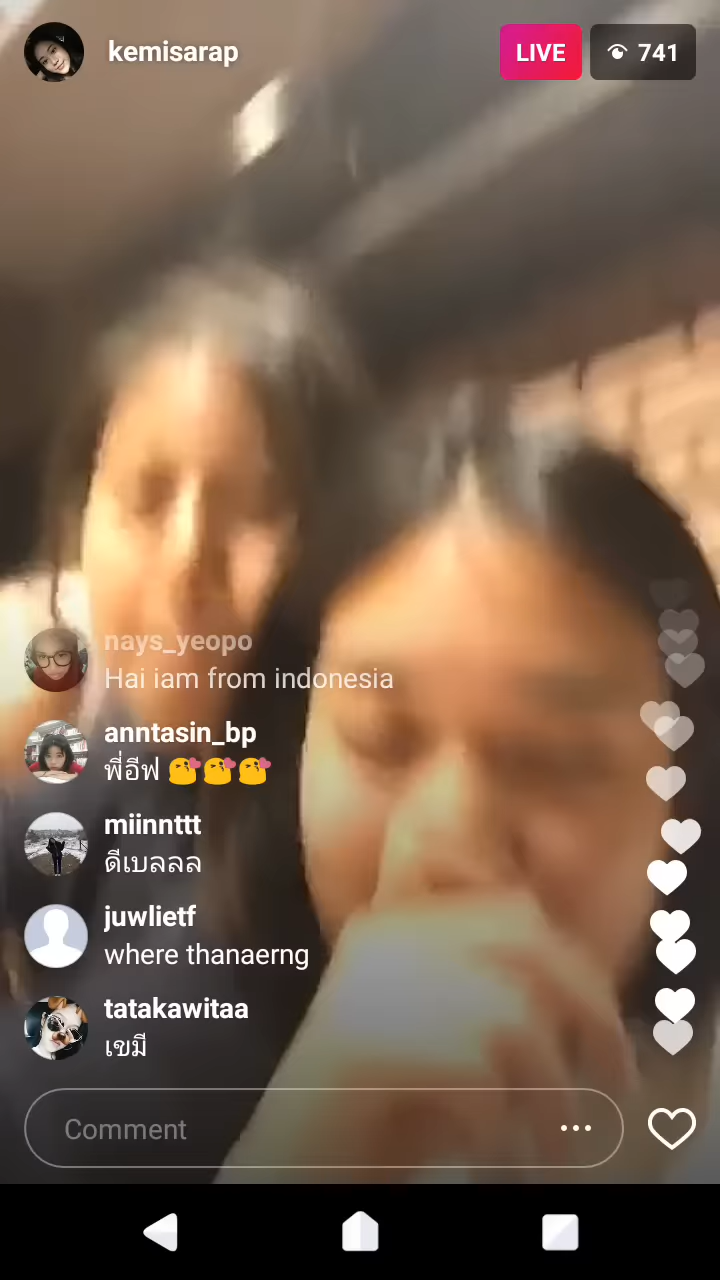 kemisarap
LIVE
741
nays_yeopo
Hai iam from indonesia
anntasin_bp
พี่อีฟ 😘😘😘
miinnttt
ดีเบลลล
juwlietf
where thanaerng
tatakawitaa
เขมี
Comment